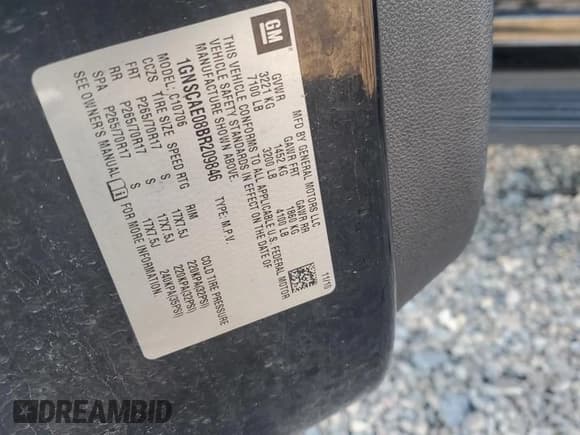 GM
MFD BY GENERAL MOTORS LLC
GVWR GAWR FRT GAWR RR
3221 KG 1452 KG 1860 KG
7100 LB 3200 LB 4100 LB
THIS VEHICLE CONFORMS TO ALL APPLICABLE U.S. FEDERAL MOTOR
VEHICLE SAFETY STANDARDS IN EFFECT ON THE DATE OF
MANUFACTURE SHOWN ABOVE.
11/10
1GNSCAE09BR209846 TYPE: M.P.V.
MODEL: C10706
CCZS TIRE SIZE SPEED RTG RIM COLD TIRE PRESSURE
FRT P265/70R17 S 17X7.5J 220KPA(32PSI)
RR P265/70R17 S 17X7.5J 220KPA(32PSI)
SPA P265/70R17 S 17X7.5J 240KPA(35PSI)
SEE OWNER'S MANUAL FOR MORE INFORMATION.
DREAMBID